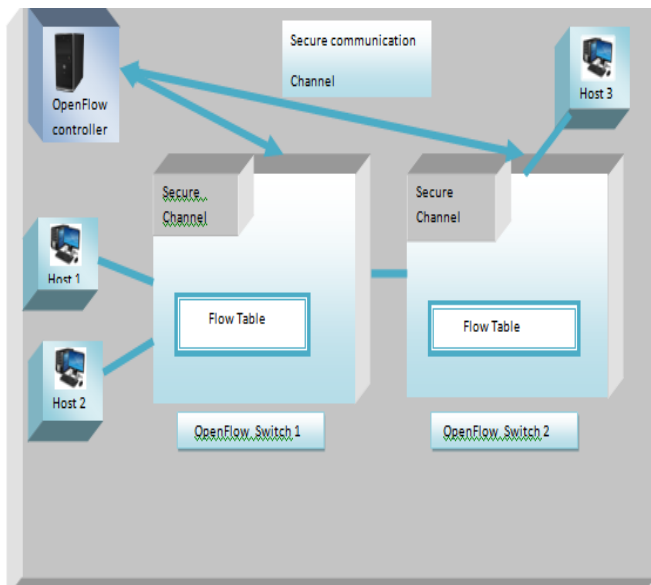 Secure communication
Channel
OpenFlow
controller
Host 3
Secure
Channel
Secure
Channel
Host 1
Flow Table
Flow Table
Host 2
OpenFlow Switch 1
OpenFlow Switch 2